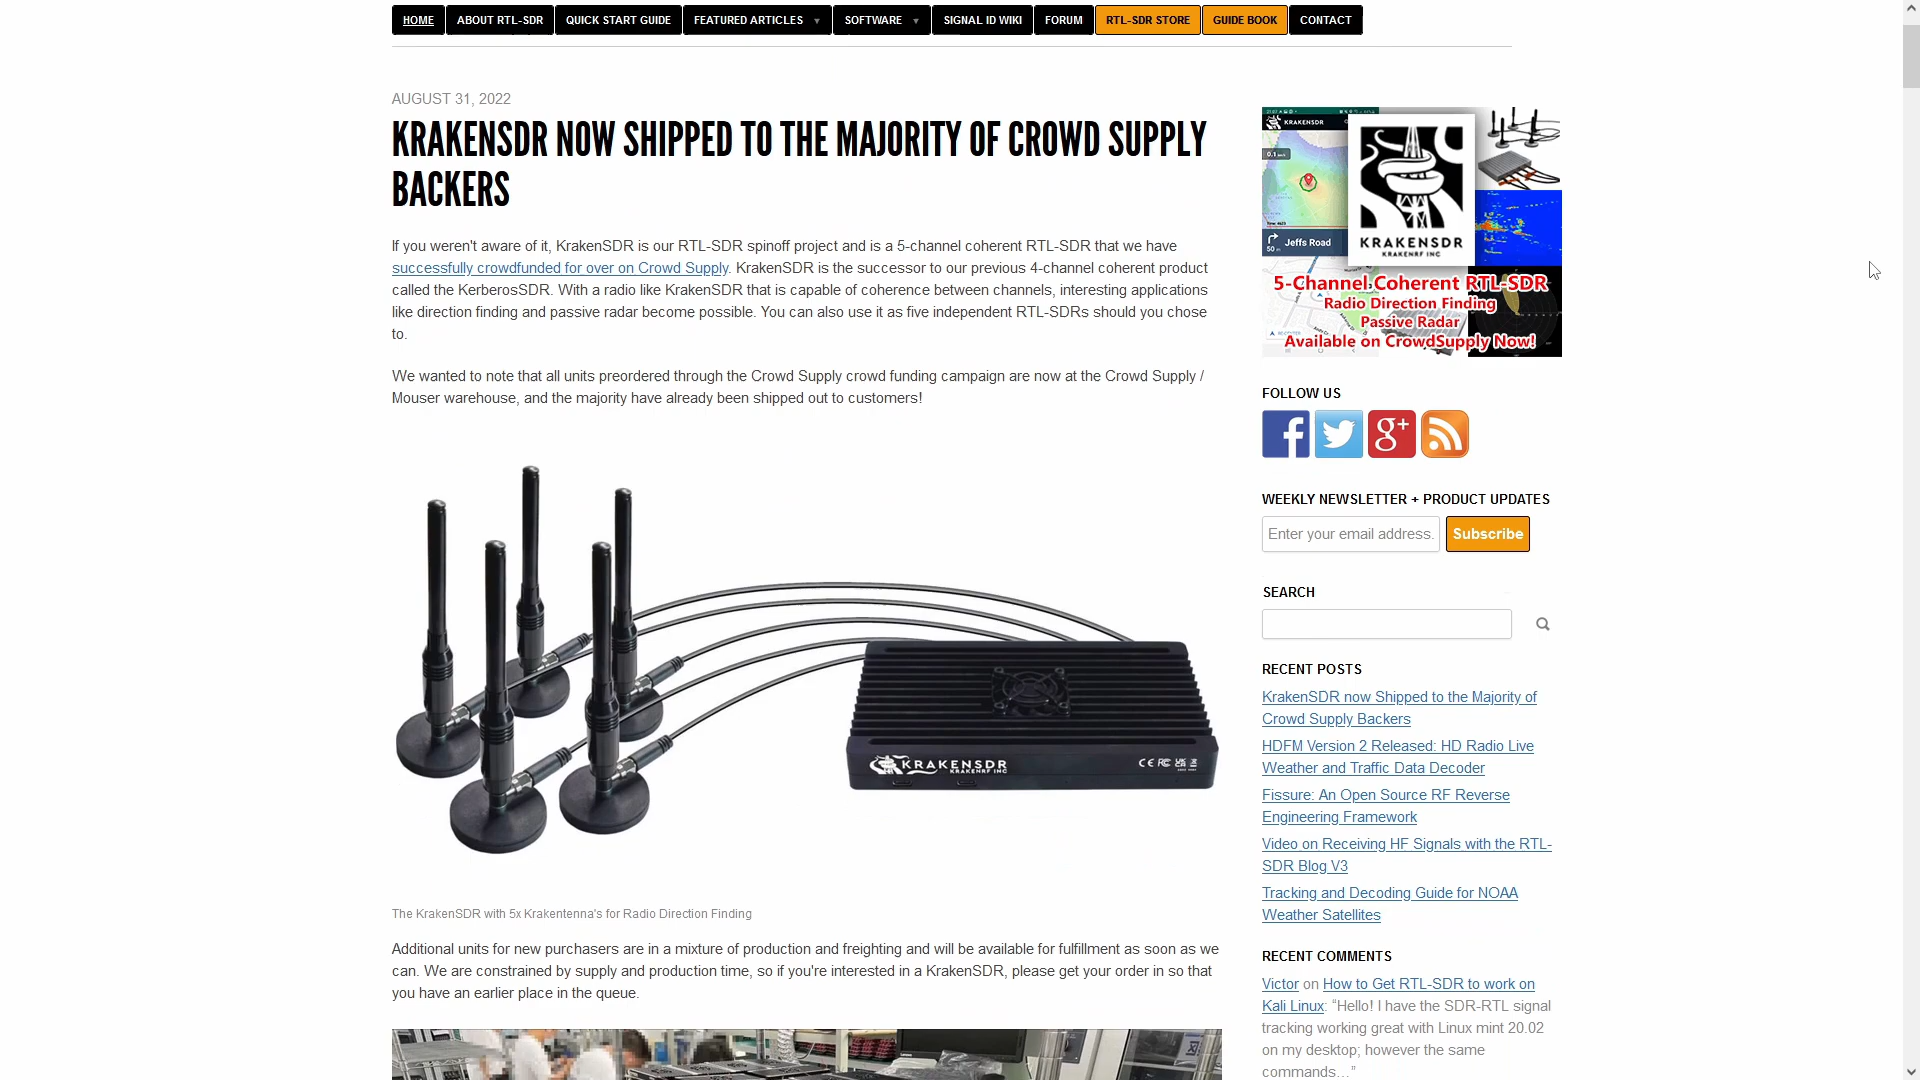 HOME ABOUT RTL-SDR QUICK START GUIDE FEATURED ARTICLES SOFTWARE SIGNAL ID WIKI FORUM RTL-SDR STORE GUIDE BOOK CONTACT
AUGUST 31, 2022
KRAKENSDR NOW SHIPPED TO THE MAJORITY OF CROWD SUPPLY
BACKERS
If you weren't aware of it, KrakenSDR is our RTL-SDR spinoff project and is a 5-channel coherent RTL-SDR that we have
successfully crowdfunded for over on Crowd Supply. KrakenSDR is the successor to our previous 4-channel coherent product
called the KerberosSDR. With a radio like KrakenSDR that is capable of coherence between channels, interesting applications
like direction finding and passive radar become possible. You can also use it as five independent RTL-SDRs should you chose
to.
We wanted to note that all units preordered through the Crowd Supply crowd funding campaign are now at the Crowd Supply /
Mouser warehouse, and the majority have already been shipped out to customers!
KRAKENSDR
KRAKENRF INC
The KrakenSDR with 5x Krakentenna's for Radio Direction Finding
Additional units for new purchasers are in a mixture of production and freighting and will be available for fulfillment as soon as we
can. We are constrained by supply and production time, so if you're interested in a KrakenSDR, please get your order in so that
you have an earlier place in the queue.
KRAKENSDR
0.1
KRAKENSDR
KRAKENRF INC
Jeffs Road
50 m
5-Channel Coherent RTL-SDR
Radio Direction Finding
Passive Radar
Available on CrowdSupply Now!
FOLLOW US
f g+
WEEKLY NEWSLETTER + PRODUCT UPDATES
Enter your email address. Subscribe
SEARCH
RECENT POSTS
KrakenSDR now Shipped to the Majority of
Crowd Supply Backers
HDFM Version 2 Released: HD Radio Live
Weather and Traffic Data Decoder
Fissure: An Open Source RF Reverse
Engineering Framework
Video on Receiving HF Signals with the RTL-
SDR Blog V3
Tracking and Decoding Guide for NOAA
Weather Satellites
RECENT COMMENTS
Victor on How to Get RTL-SDR to work on
Kali Linux: “Hello! I have the SDR-RTL signal
tracking working great with Linux mint 20.02
on my desktop; however the same
commands…”